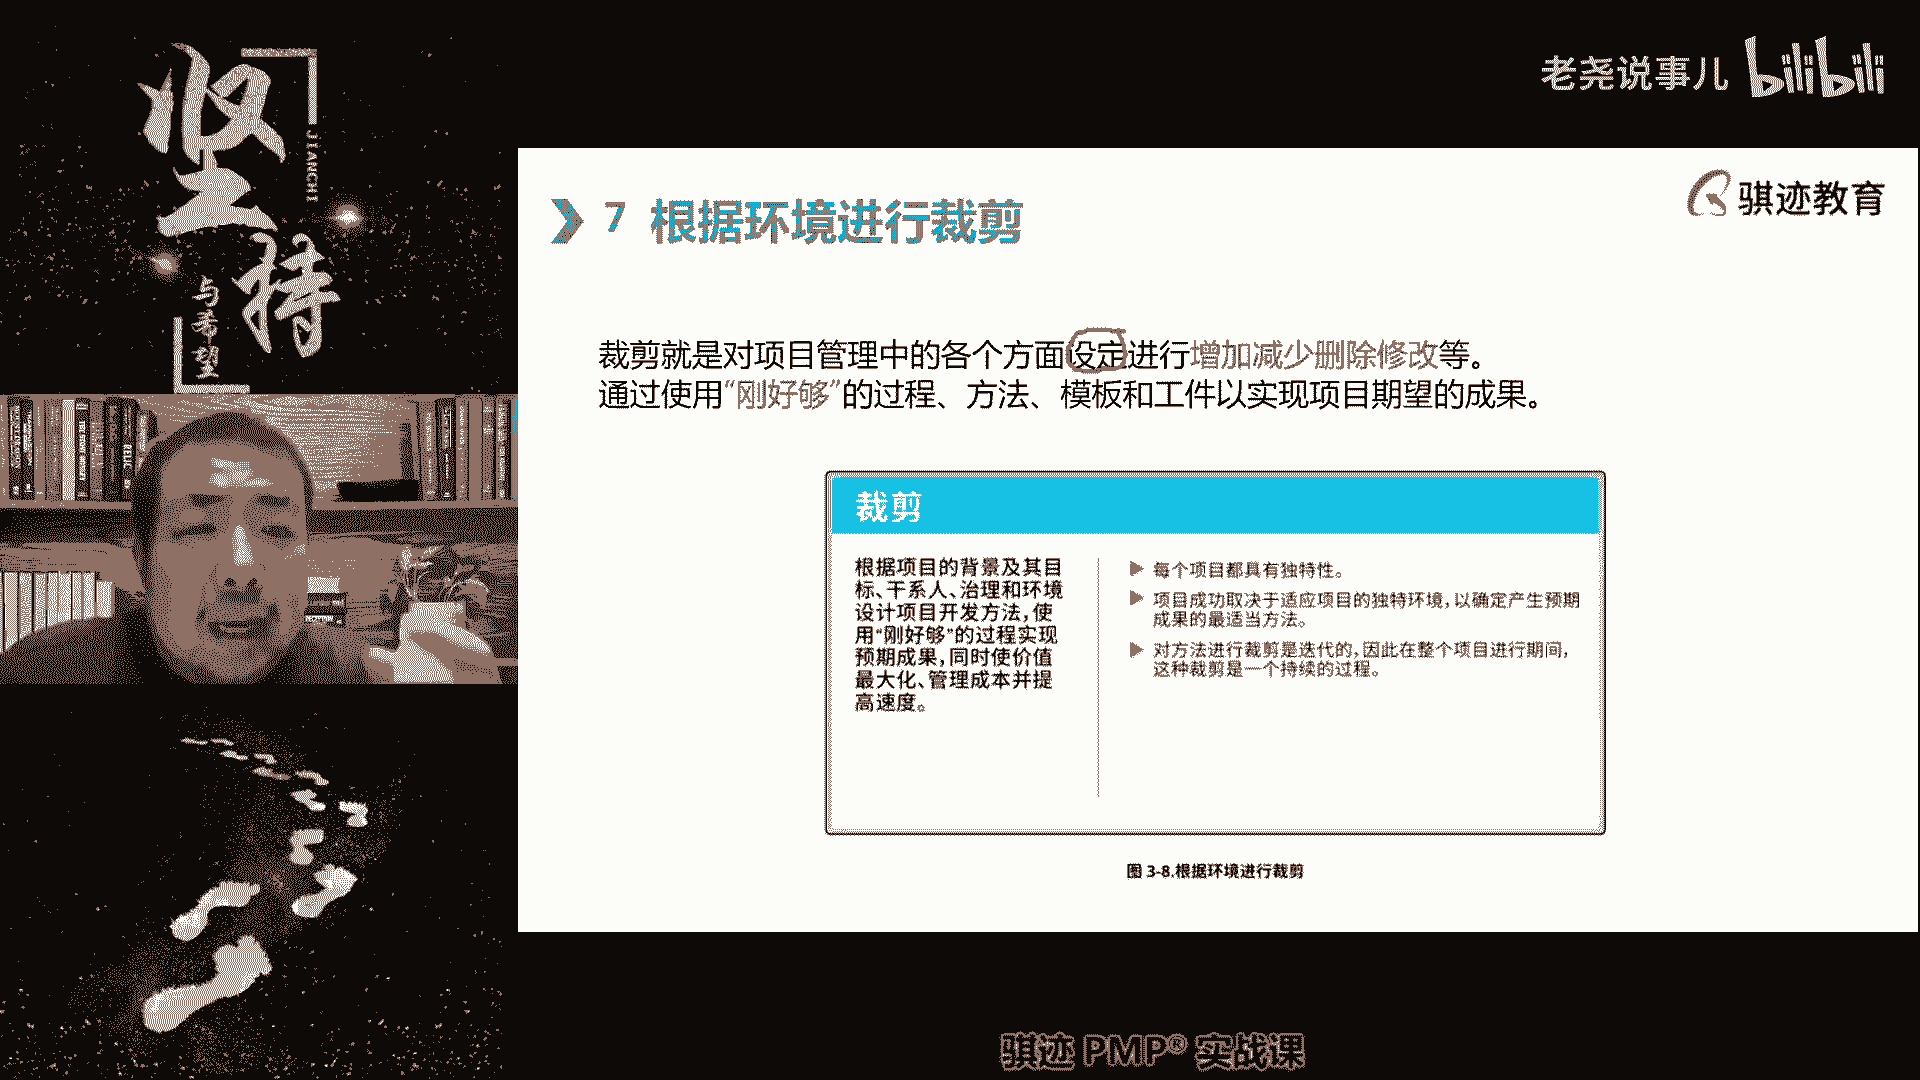 坚持
JIANCHI
与希望
老尧说事儿 bilibili
骐迹教育
7 根据环境进行裁剪
裁剪就是对项目管理中的各个方面设定进行增加减少删除修改等。
通过使用“刚好够”的过程、方法、模板和工件以实现项目期望的成果。
裁剪
根据项目的背景及其目
标、干系人、治理和环境
设计项目开发方法,使
用“刚好够”的过程实现
预期成果,同时使价值
最大化、管理成本并提
高速度。
每个项目都具有独特性。
项目成功取决于适应项目的独特环境,以确定产生预期
成果的最适当方法。
对方法进行裁剪是迭代的,因此在整个项目进行期间,
这种裁剪是一个持续的过程。
图 3-8.根据环境进行裁剪
骐迹 PMP® 实战课